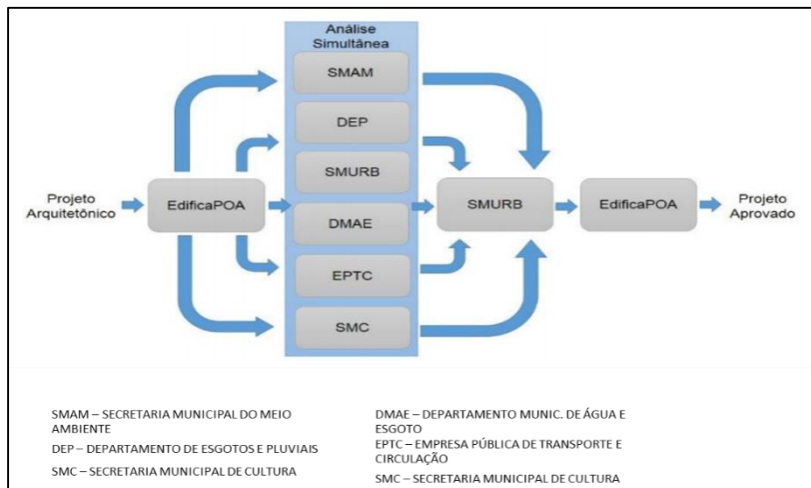 Análise
Simultânea
SMAM
DEP
SMURB
DMAE
EPTC
SMC
Projeto
Arquitetônico
EdificaPOA
SMURB
EdificaPOA
Projeto
Aprovado
SMAM – SECRETARIA MUNICIPAL DO MEIO
AMBIENTE
DEP – DEPARTAMENTO DE ESGOTOS E PLUVIAIS
SMC – SECRETARIA MUNICIPAL DE CULTURA
DMAE – DEPARTAMENTO MUNIC. DE ÁGUA E
ESGOTO
EPTC – EMPRESA PÚBLICA DE TRANSPORTE E
CIRCULAÇÃO
SMC – SECRETARIA MUNICIPAL DE CULTURA